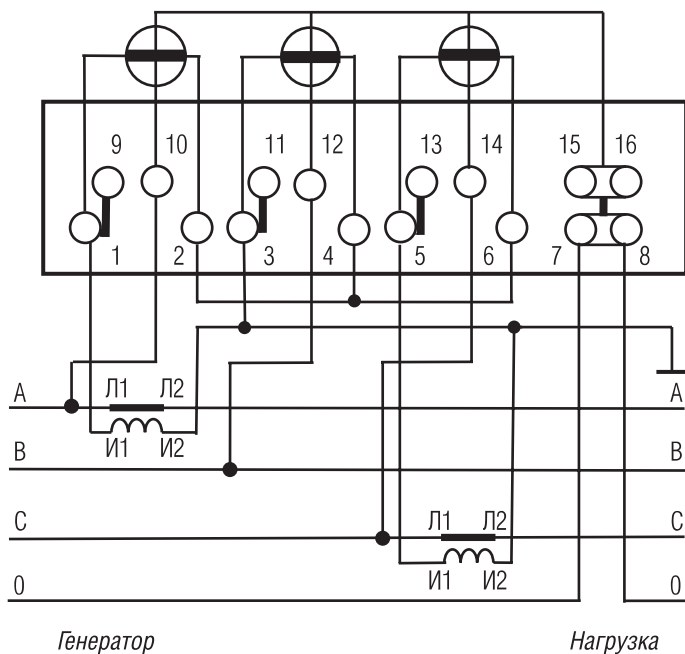 9 10 11 12 13 14 15 16
1 2 3 4 5 6 7 8
А Л1 Л2 А
И1 И2
В В
С Л1 Л2 С
И1 И2
0 0
Генератор Нагрузка